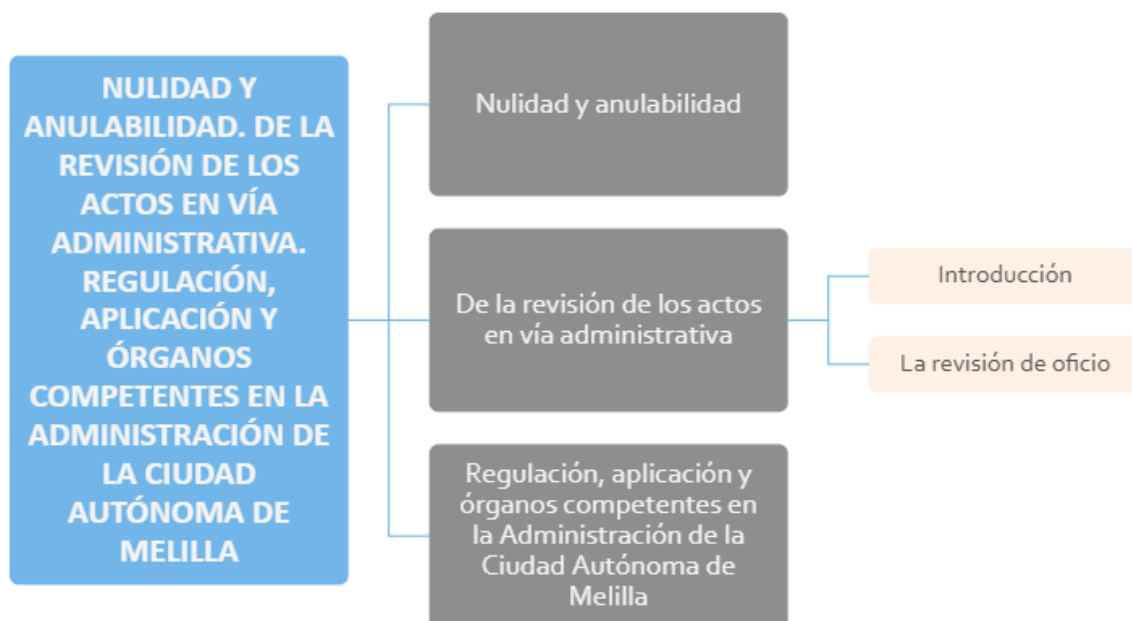 NULIDAD Y
ANULABILIDAD. DE LA
REVISIÓN DE LOS
ACTOS EN VÍA
ADMINISTRATIVA.
REGULACIÓN,
APLICACIÓN Y
ÓRGANOS
COMPETENTES EN LA
ADMINISTRACIÓN DE
LA CIUDAD
AUTÓNOMA DE
MELILLA
Nulidad y anulabilidad
De la revisión de los actos
en vía administrativa
Introducción
La revisión de oficio
Regulación, aplicación y
órganos competentes en
la Administración de la
Ciudad Autónoma de
Melilla